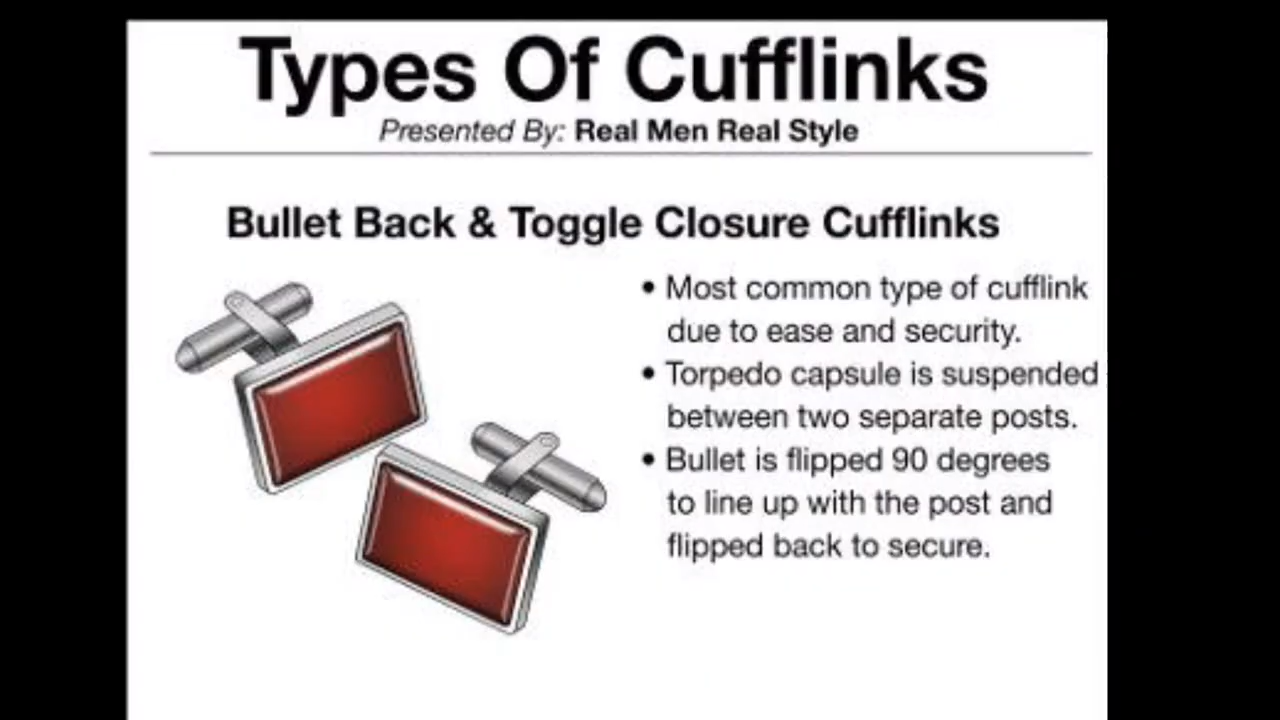 Types Of Cufflinks
Presented By: Real Men Real Style
Bullet Back & Toggle Closure Cufflinks
• Most common type of cufflink
due to ease and security.
• Torpedo capsule is suspended
between two separate posts.
• Bullet is flipped 90 degrees
to line up with the post and
flipped back to secure.